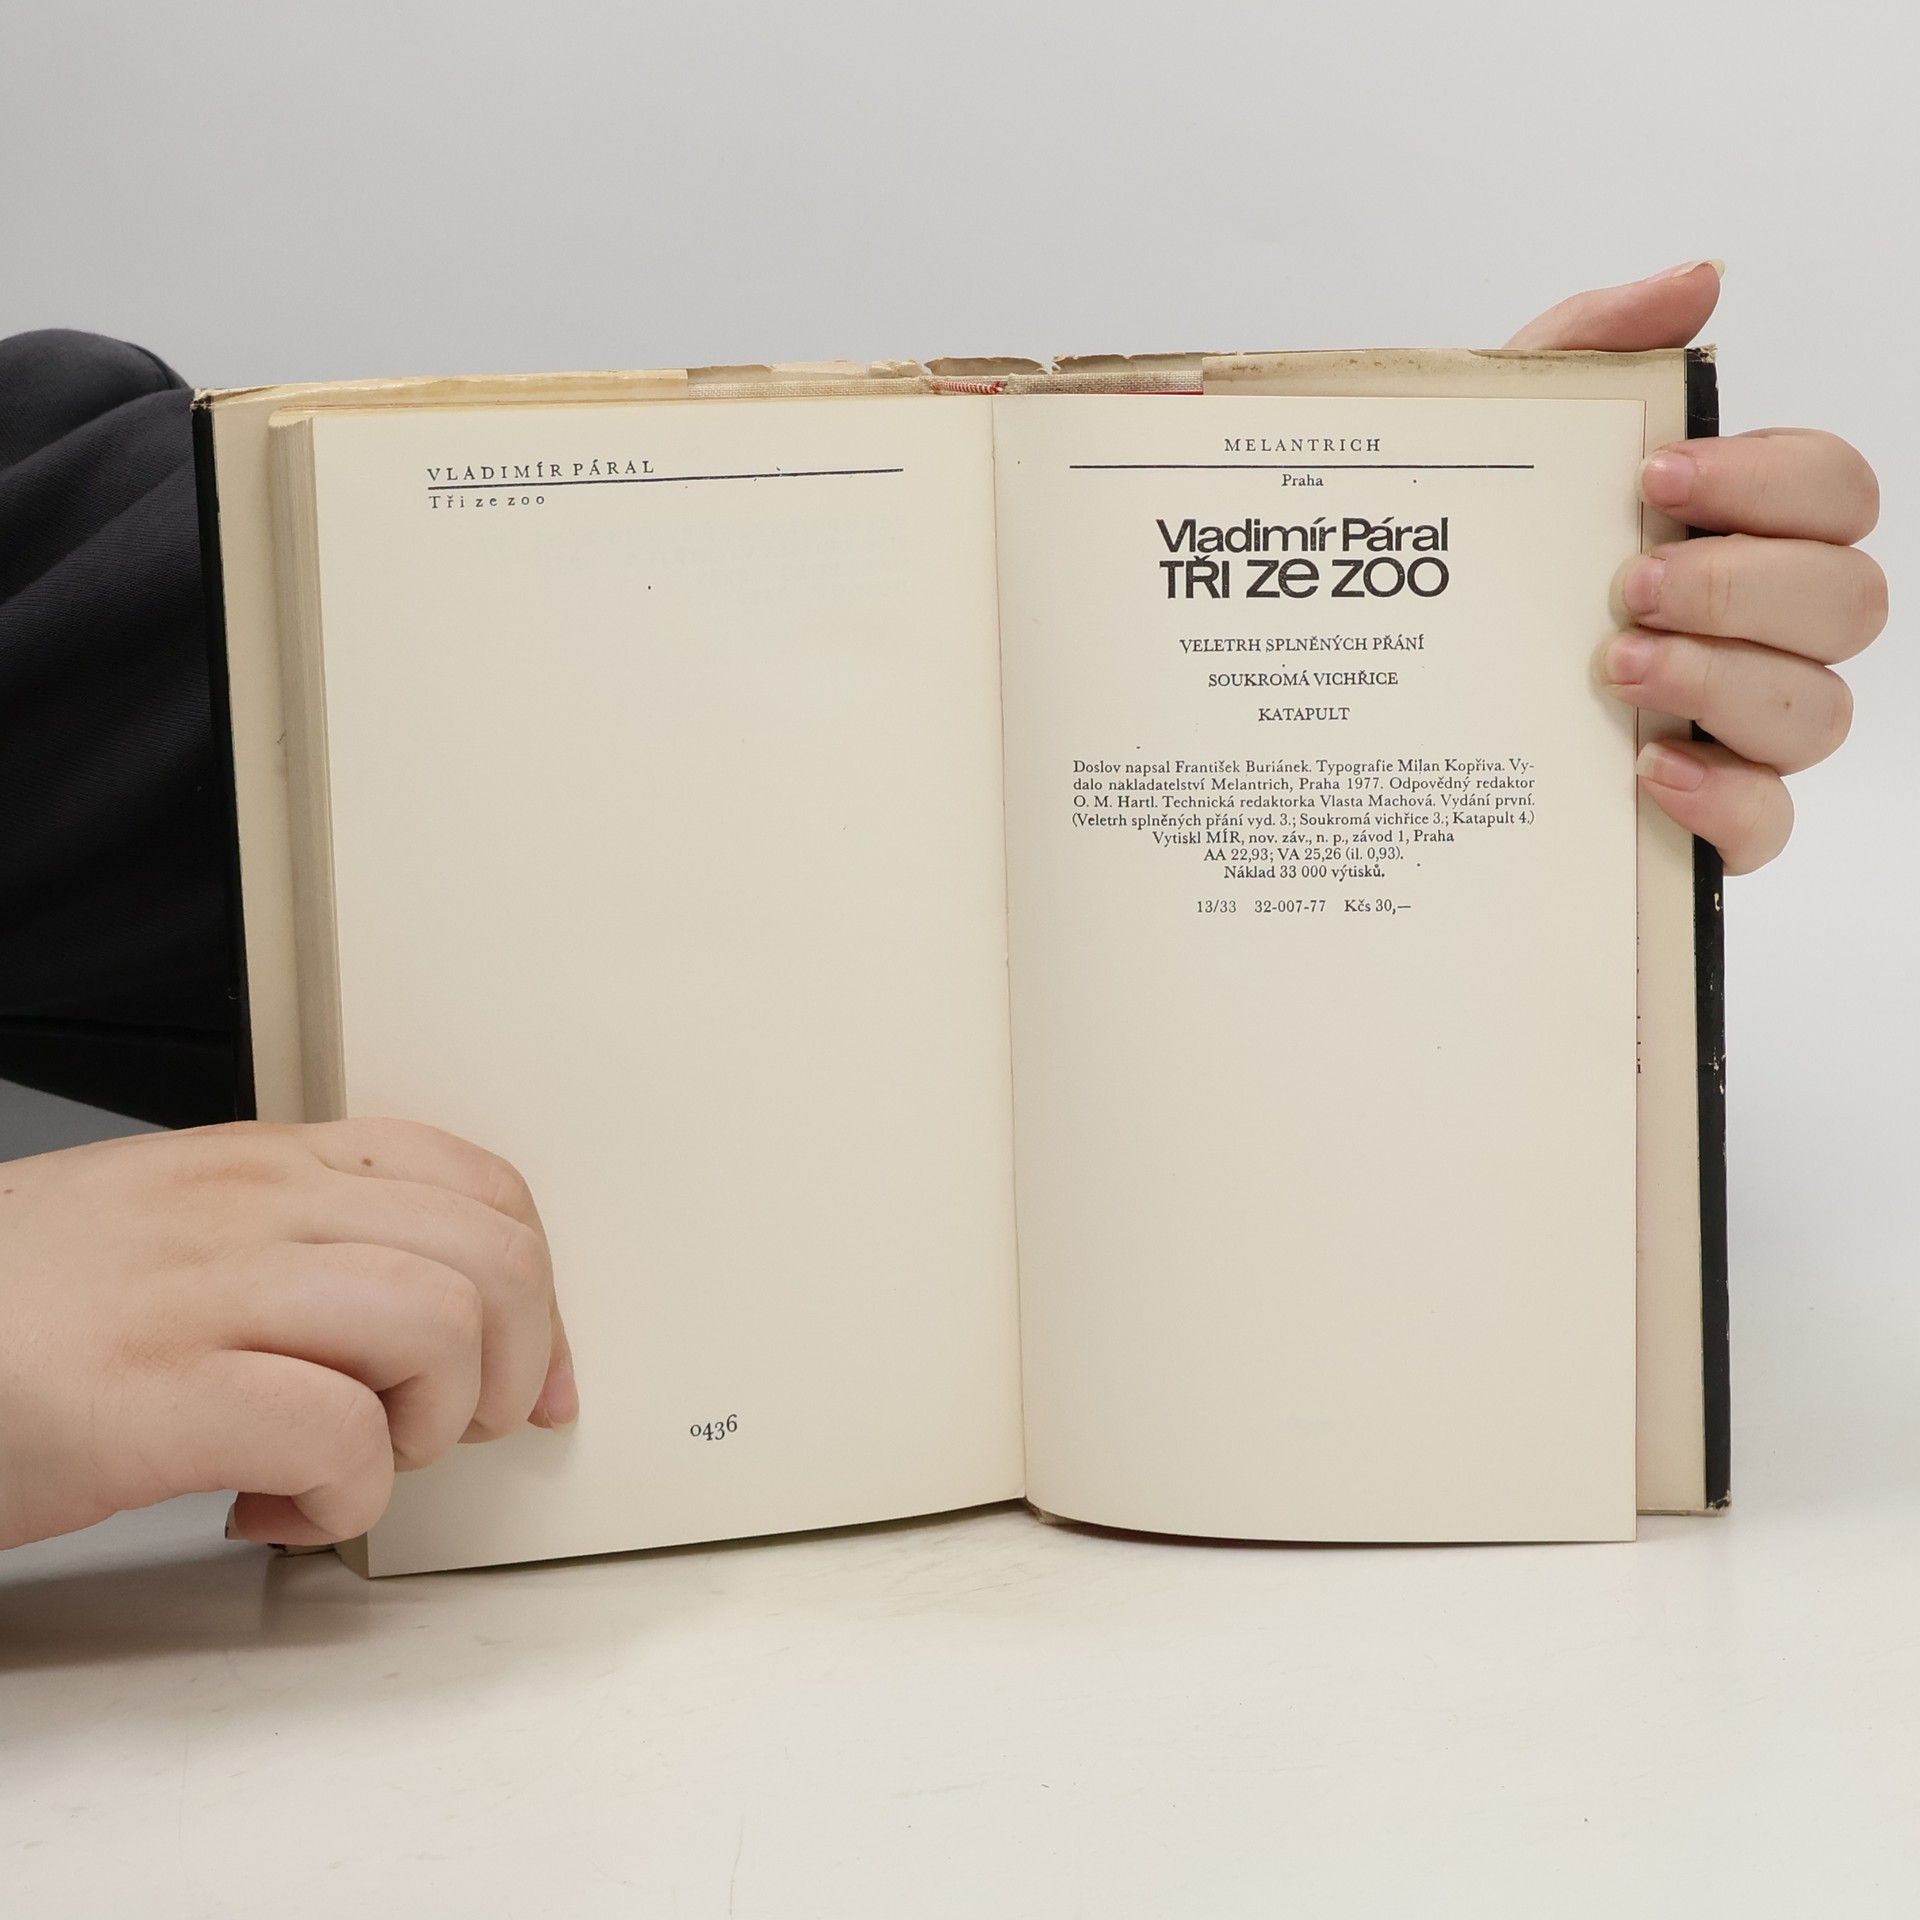 VLADIMÍR PÁRAL
Tři ze zoo
0436
MELANTRICH
Praha
Vladimír Páral
TŘI ze zoo
VELETRH SPLNĚNÝCH PŘÁNÍ
SOUKROMÁ VICHŘICE
KATAPULT
Doslov napsal František Buriánek. Typografie Milan Kopřiva. Vy-
dalo nakladatelství Melantrich, Praha 1977. Odpovědný redaktor
O. M. Hartl. Technická redaktorka Vlasta Machová. Vydání první.
(Veletrh splněných přání vyd. 3.; Soukromá vichřice 3.; Katapult 4.)
Vytiskl MÍR, nov. záv., n. p., závod 1, Praha
AA 22,93; VA 25,26 (il. 0,93).
Náklad 33 000 výtisků.
13/33 32-007-77 Kčs 30,—